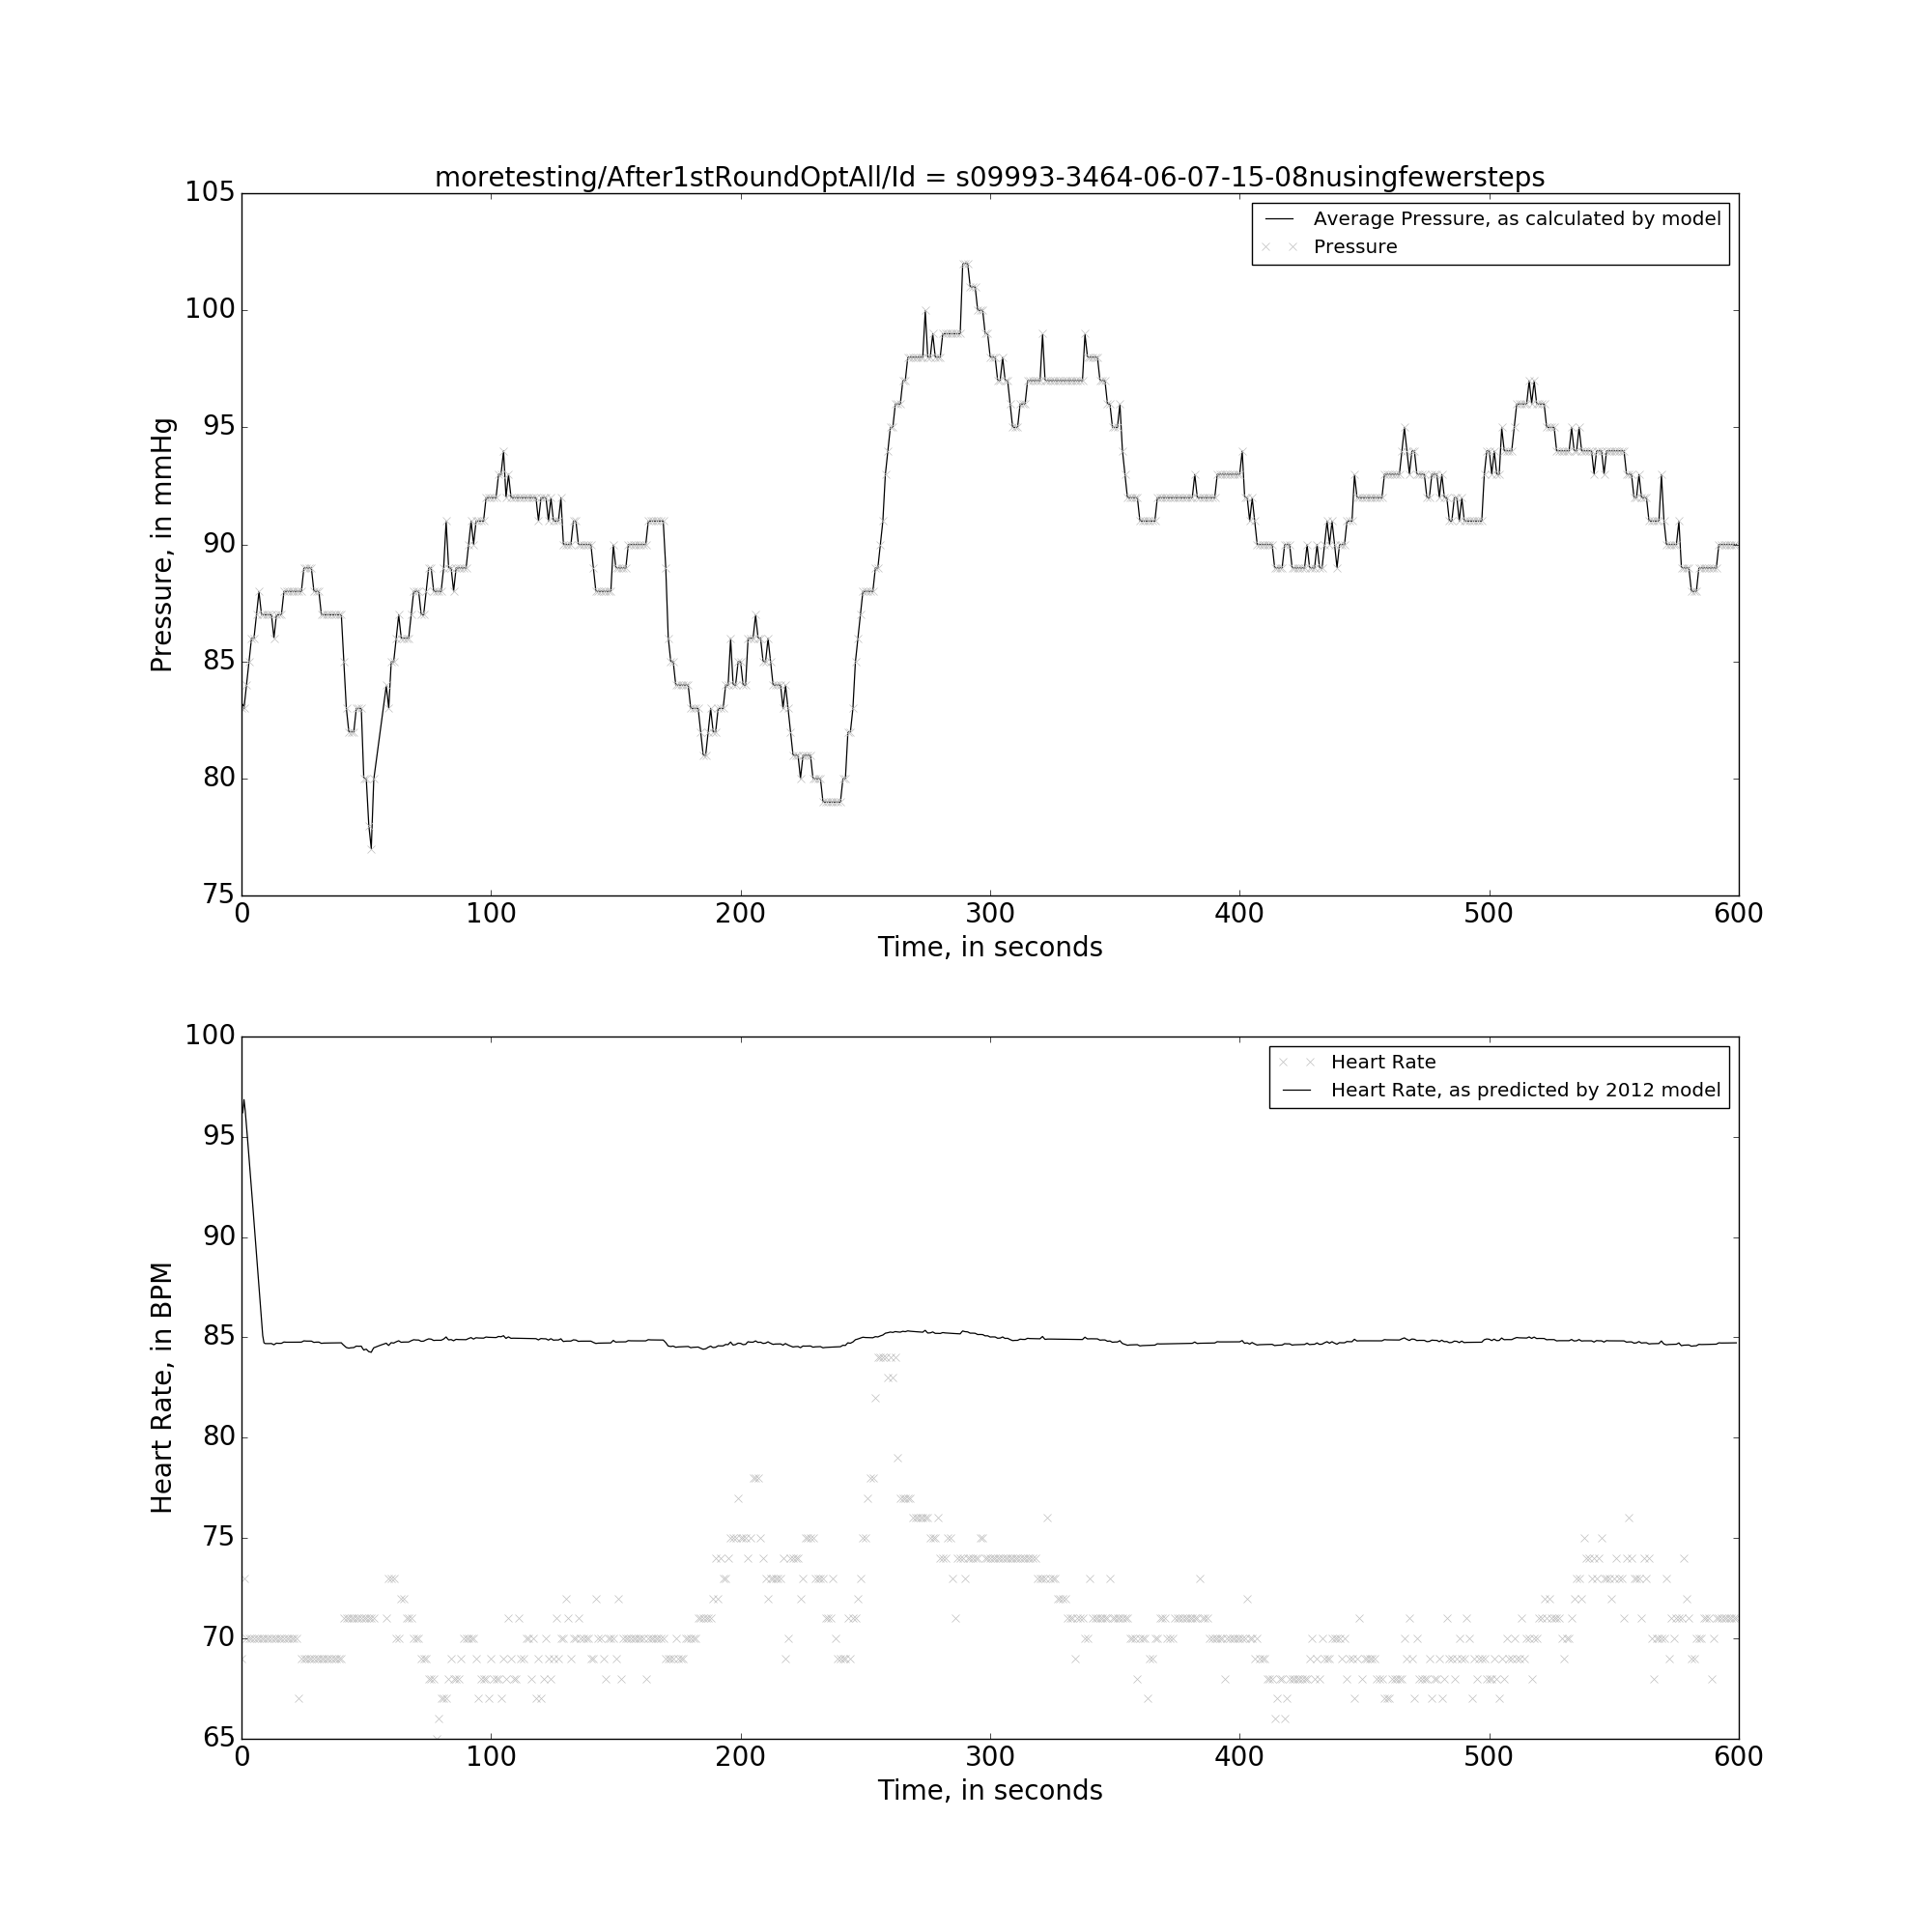 moretesting/After1stRoundOptAll/Id = s09993-3464-06-07-15-08nusingfewersteps
105
100
95
90
85
80
75
Pressure, in mmHg
Average Pressure, as calculated by model
Pressure
0 100 200 300 400 500 600
Time, in seconds
100
95
90
85
80
75
70
65
Heart Rate, in BPM
Heart Rate
Heart Rate, as predicted by 2012 model
0 100 200 300 400 500 600
Time, in seconds